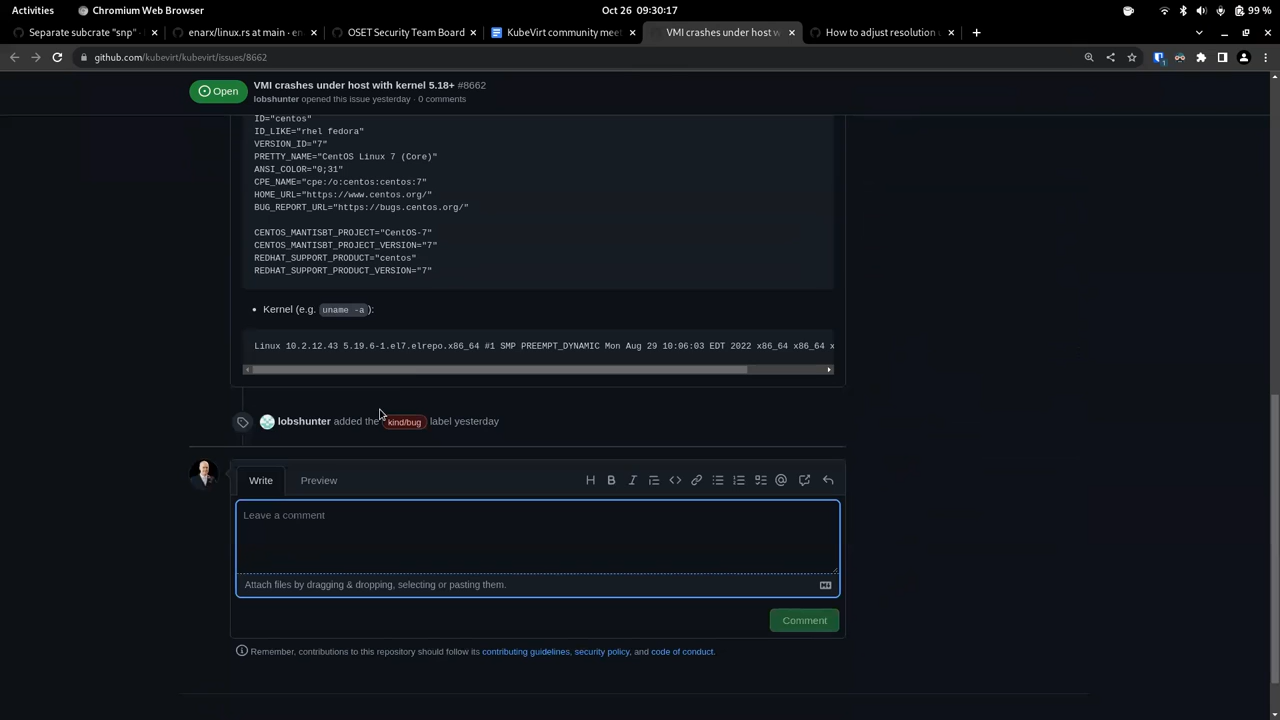 Activities
Chromium Web Browser
Oct 26 09:30:17
99 %
Separate subcrate "snp"
enarx/linux.rs at main · en
OSET Security Team Board
KubeVirt community mee
VMI crashes under host w
How to adjust resolution
github.com/kubevirt/kubevirt/issues/8662
1
Open
VMI crashes under host with kernel 5.18+ #8662
lobshunter opened this issue yesterday · 0 comments
ID="centos"
ID_LIKE="rhel fedora"
VERSION_ID="7"
PRETTY_NAME="CentOS Linux 7 (Core)"
ANSI_COLOR="0;31"
CPE_NAME="cpe:/o:centos:centos:7"
HOME_URL="https://www.centos.org/"
BUG_REPORT_URL="https://bugs.centos.org/"
CENTOS_MANTISBT_PROJECT="CentOS-7"
CENTOS_MANTISBT_PROJECT_VERSION="7"
REDHAT_SUPPORT_PRODUCT="centos"
REDHAT_SUPPORT_PRODUCT_VERSION="7"
• Kernel (e.g. uname -a):
Linux 10.2.12.43 5.19.6-1.el7.elrepo.x86_64 #1 SMP PREEMPT_DYNAMIC Mon Aug 29 10:06:03 EDT 2022 x86_64 x86_64 x
lobshunter added the kind/bug label yesterday
Write
Preview
Leave a comment
Attach files by dragging & dropping, selecting or pasting them.
Comment
Remember, contributions to this repository should follow its contributing guidelines, security policy, and code of conduct.